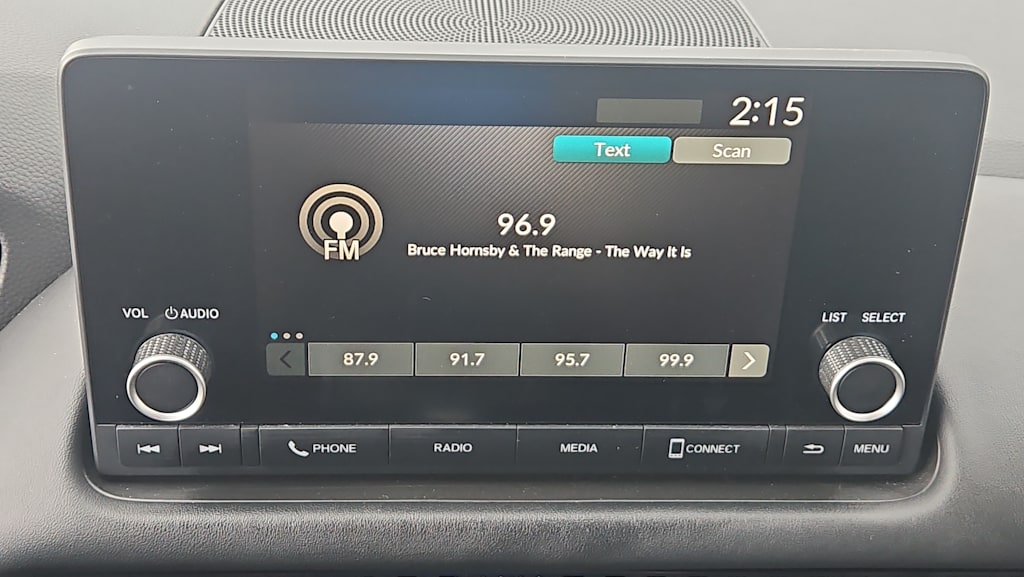 2:15
Text Scan
96.9
FM
Bruce Hornsby & The Range - The Way It Is
VOL AUDIO
LIST SELECT
87.9 91.7 95.7 99.9
PHONE RADIO MEDIA CONNECT MENU